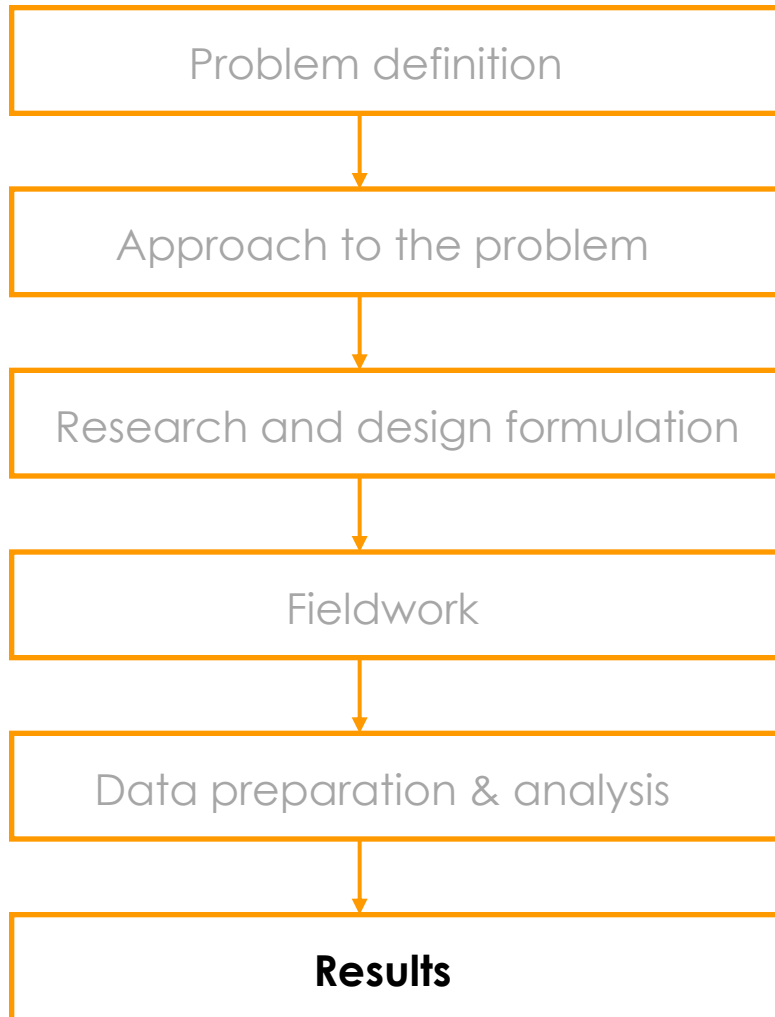 Problem definition
Approach to the problem
Research and design formulation
Fieldwork
Data preparation & analysis
Results